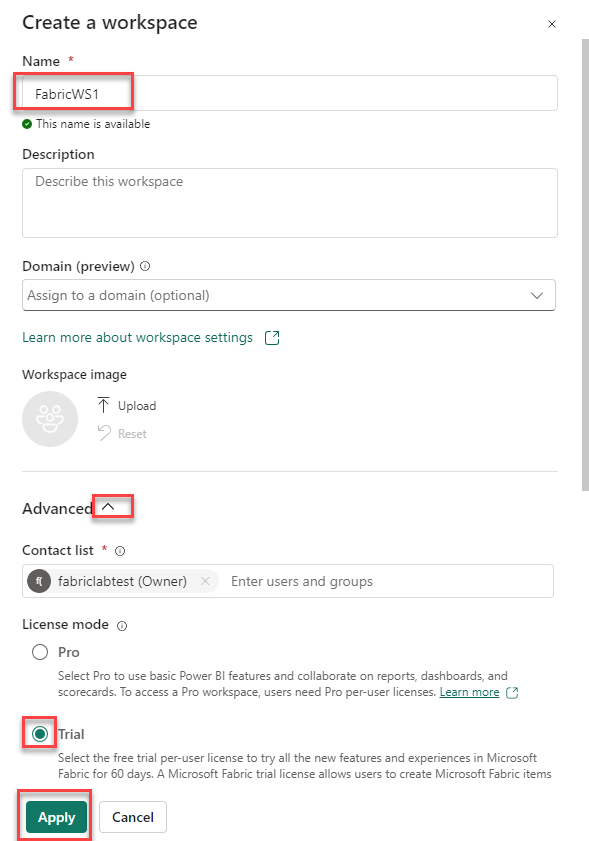 Create a workspace
Name *
FabricWS1
This name is available
Description
Describe this workspace
Domain (preview)
Assign to a domain (optional)
Learn more about workspace settings
Workspace image
Upload
Reset
Advanced
Contact list *
f( fabriclabtest (Owner) Enter users and groups
License mode
Pro
Select Pro to use basic Power BI features and collaborate on reports, dashboards, and
scorecards. To access a Pro workspace, users need Pro per-user licenses. Learn more
Trial
Select the free trial per-user license to try all the new features and experiences in Microsoft
Fabric for 60 days. A Microsoft Fabric trial license allows users to create Microsoft Fabric items
Apply Cancel